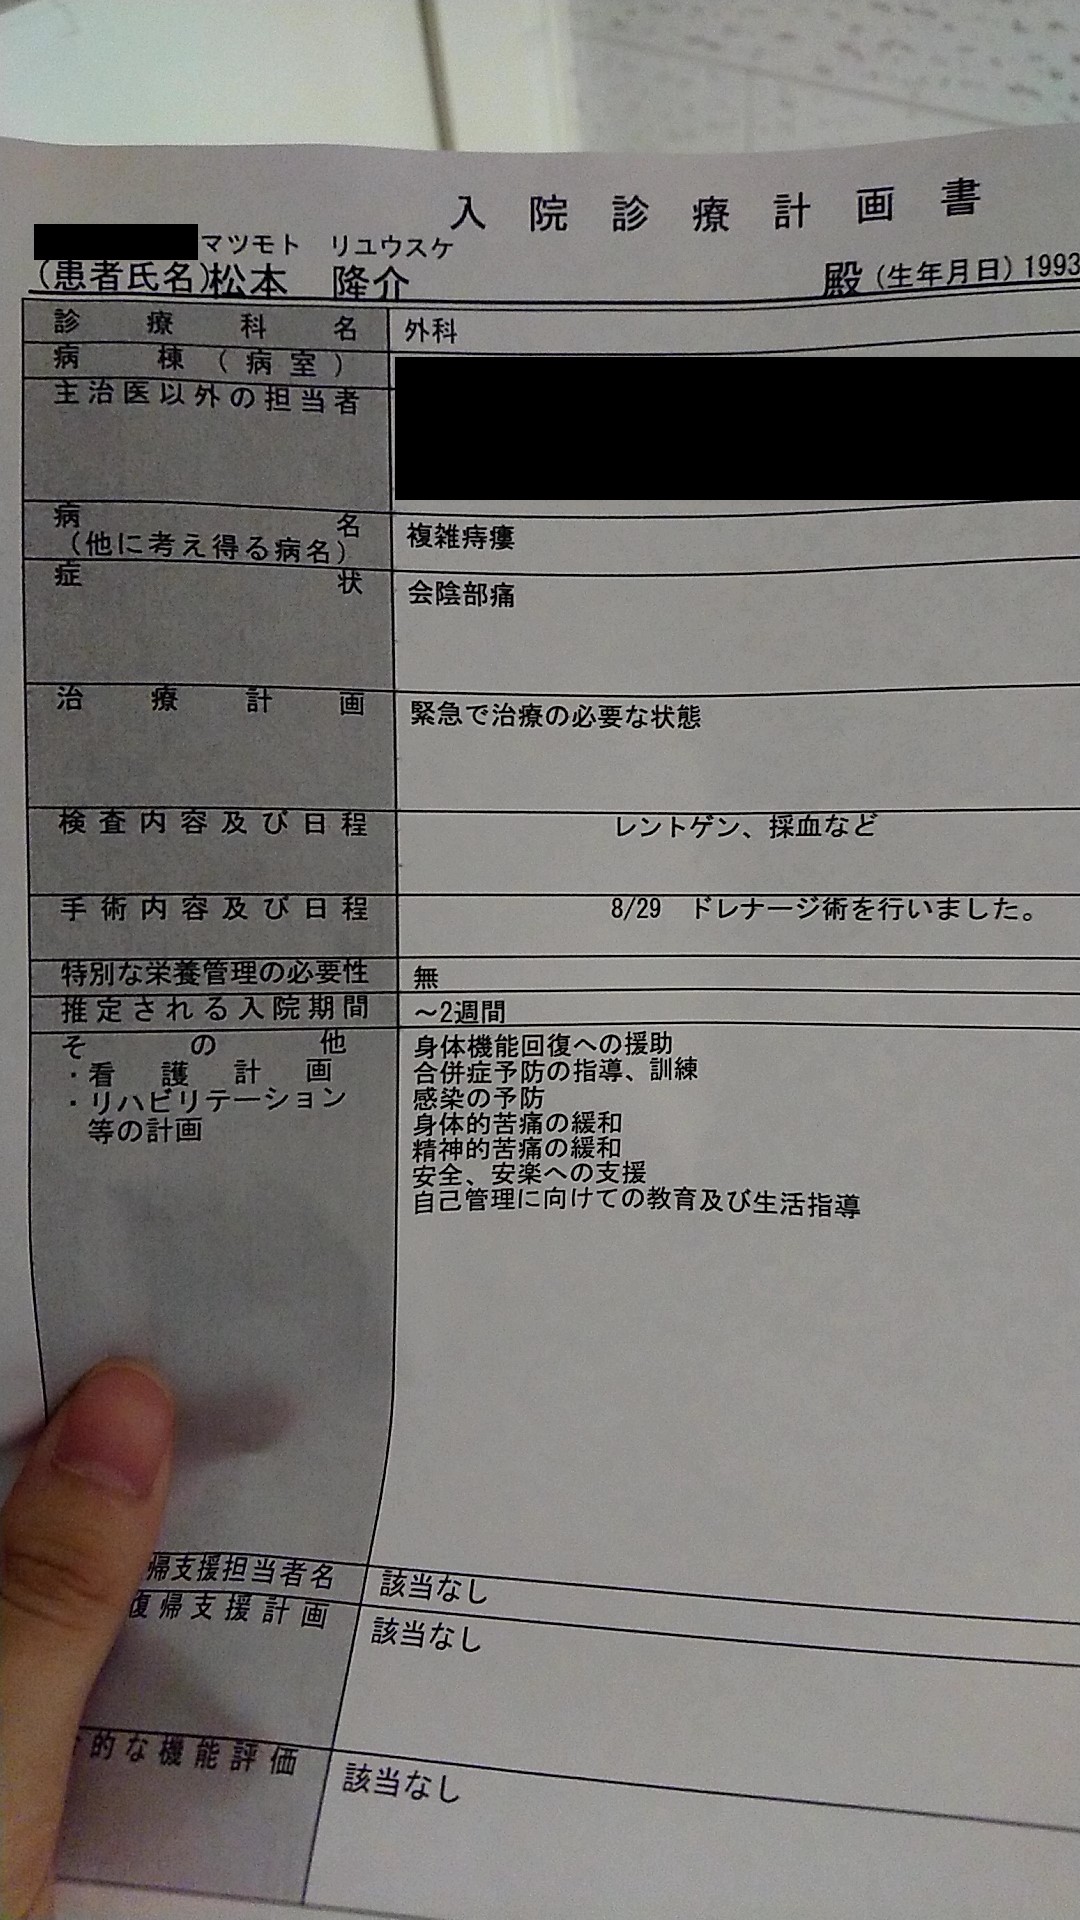 入院診療計画書
マツモト リユウスケ
(患者氏名)松本 隆介 殿 (生年月日) 1993
診療科名 外科
病棟(病室)
主治医以外の担当者
病名 複雑痔瘻
(他に考え得る病名)
症状 会陰部痛
治療計画 緊急で治療の必要な状態
検査内容及び日程 レントゲン、採血など
手術内容及び日程 8/29 ドレナージ術を行いました。
特別な栄養管理の必要性 無
推定される入院期間 ~2週間
その他 身体機能回復への援助
・看護計画 合併症予防の指導、訓練
・リハビリテーション 感染の予防
等の計画 身体的苦痛の緩和
精神的苦痛の緩和
安全、安楽への支援
自己管理に向けての教育及び生活指導
帰支援担当者名 該当なし
復帰支援計画 該当なし
的な機能評価 該当なし